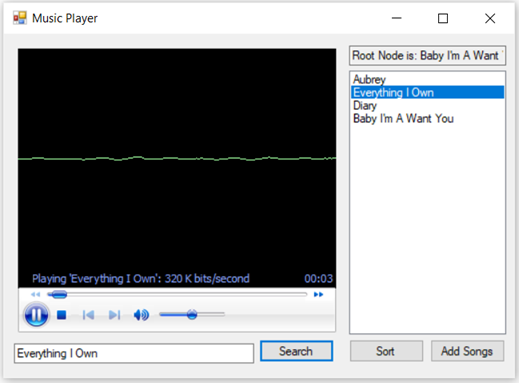 Music Player
Root Node is: Baby I'm A Want
Aubrey
Everything I Own
Diary
Baby I'm A Want You
Playing 'Everything I Own': 320 K bits/second 00:03
Everything I Own
Search
Sort
Add Songs